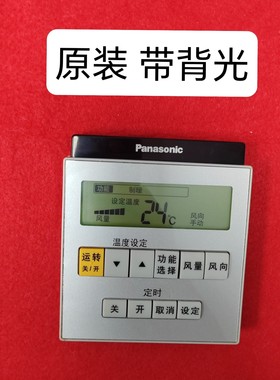 原装 带背光
Panasonic
功能 制暖
设定温度
风量 24℃ 风向
手动
温度设定
运转
关/开
▼ ▲ 功能选择 风量 风向
定时
关 开 取消 设定